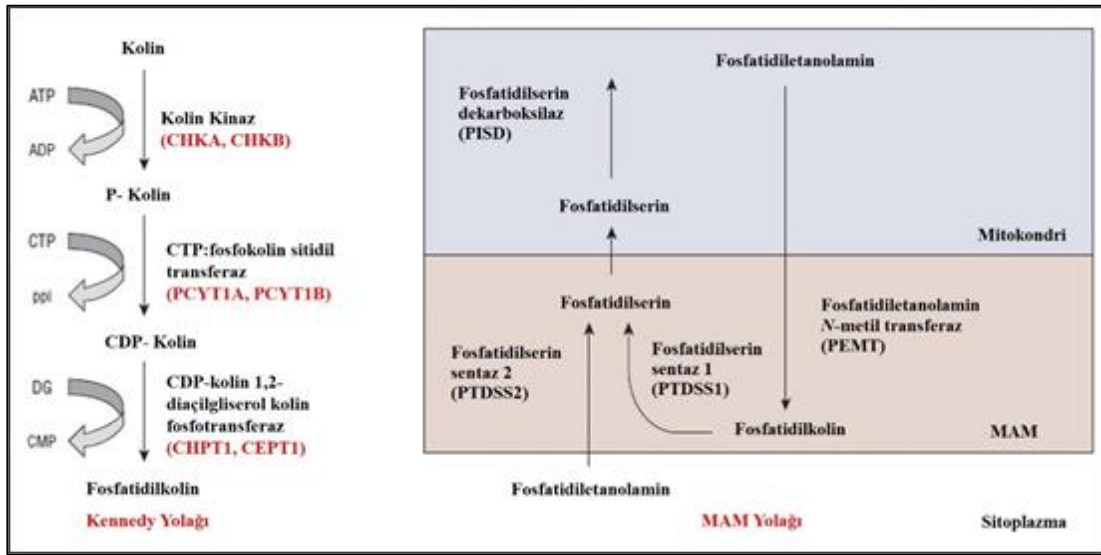 Kolin
ATP
ADP
Kolin Kinaz
(CHKA, CHKB)
P- Kolin
CTP
ppi
CTP:fosfokolin sitidil
transferaz
(PCYT1A, PCYT1B)
CDP- Kolin
DG
CMP
CDP-kolin 1,2-
diaçilgliserol kolin
fosfotransferaz
(CHPT1, CEPT1)
Fosfatidilkolin
Kennedy Yolağı
Fosfatidiletanolamin
Fosfatidilserin
dekarboksilaz
(PISD)
Fosfatidilserin
Mitokondri
Fosfatidilserin
Fosfatidiletanolamin
N-metil transferaz
(PEMT)
Fosfatidilserin
sentaz 2
(PTDSS2)
Fosfatidilserin
sentaz 1
(PTDSS1)
Fosfatidilkolin
MAM
Fosfatidiletanolamin
MAM Yolağı
Sitoplazma